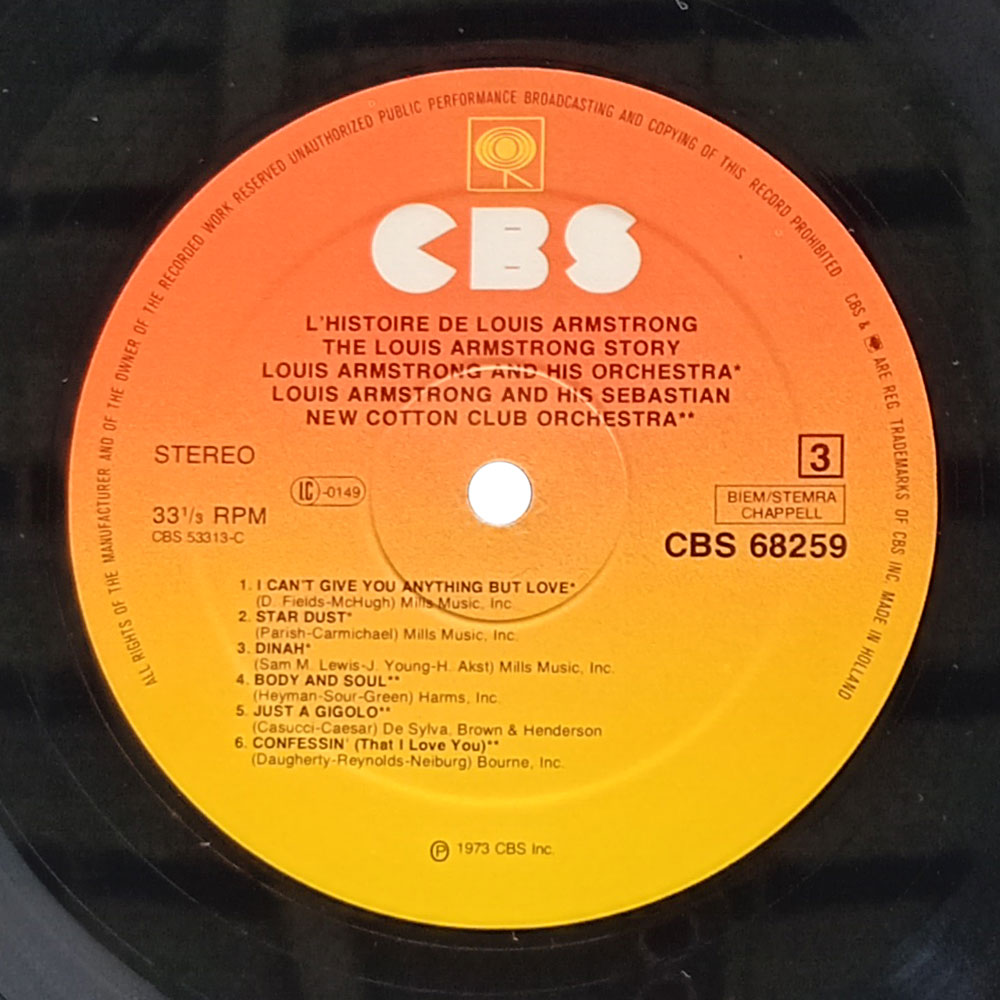 ALL RIGHTS OF THE MANUFACTURER AND OF THE OWNER OF THE RECORDED WORK RESERVED UNAUTHORIZED PUBLIC PERFORMANCE BROADCASTING AND COPYING OF THIS RECORD PROHIBITED
CBS & ARE REG. TRADEMARKS OF CBS INC. MADE IN HOLLAND
CBS
L'HISTOIRE DE LOUIS ARMSTRONG
THE LOUIS ARMSTRONG STORY
LOUIS ARMSTRONG AND HIS ORCHESTRA*
LOUIS ARMSTRONG AND HIS SEBASTIAN
NEW COTTON CLUB ORCHESTRA**
STEREO
LC-0149
33 1/3 RPM
CBS 53313-C
3
BIEM/STEMRA
CHAPPELL
CBS 68259
1. I CAN'T GIVE YOU ANYTHING BUT LOVE*
(D. Fields-McHugh) Mills Music, Inc.
2. STAR DUST*
(Parish-Carmichael) Mills Music, Inc.
3. DINAH*
(Sam M. Lewis-J. Young-H. Akst) Mills Music, Inc.
4. BODY AND SOUL**
(Heyman-Sour-Green) Harms, Inc.
5. JUST A GIGOLO**
(Casucci-Caesar) De Sylva, Brown & Henderson
6. CONFESSIN' (That I Love You)**
(Daugherty-Reynolds-Neiburg) Bourne, Inc.
℗ 1973 CBS Inc.